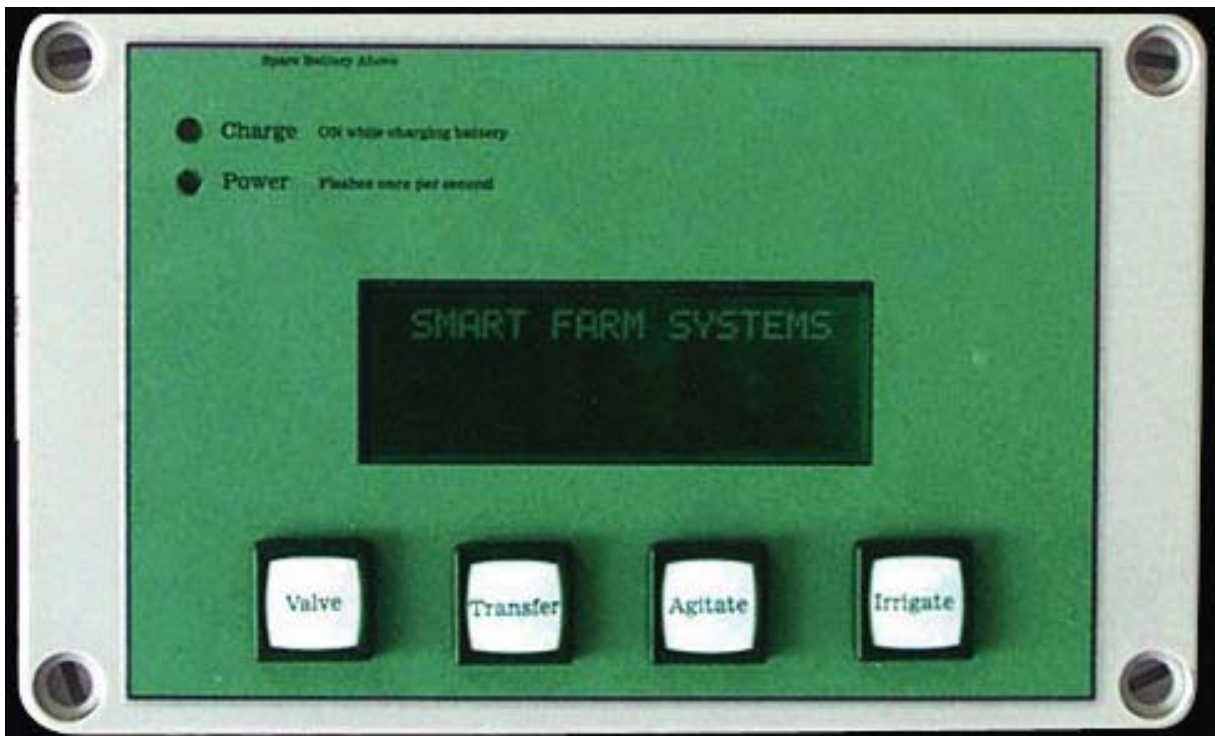 Spare Battery Above
Charge ON while charging battery
Power Flashes once per second
SMART FARM SYSTEMS
Valve Transfer Agitate Irrigate